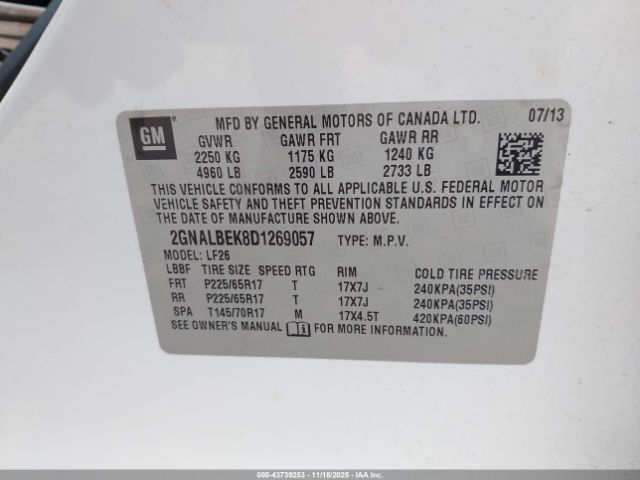 GM
MFD BY GENERAL MOTORS OF CANADA LTD. 07/13
GVWR GAWR FRT GAWR RR
2250 KG 1175 KG 1240 KG
4960 LB 2590 LB 2733 LB
THIS VEHICLE CONFORMS TO ALL APPLICABLE U.S. FEDERAL MOTOR
VEHICLE SAFETY AND THEFT PREVENTION STANDARDS IN EFFECT ON
THE DATE OF MANUFACTURE SHOWN ABOVE.
2GNALBEK8D1269057 TYPE: M.P.V.
MODEL: LF26
LBBF TIRE SIZE SPEED RTG RIM COLD TIRE PRESSURE
FRT P225/65R17 T 17X7J 240KPA(35PSI)
RR P225/65R17 T 17X7J 240KPA(35PSI)
SPA T145/70R17 M 17X4.5T 420KPA(60PSI)
SEE OWNER'S MANUAL FOR MORE INFORMATION.
000-43739253 - 11/18/2025 - IAAI.COM